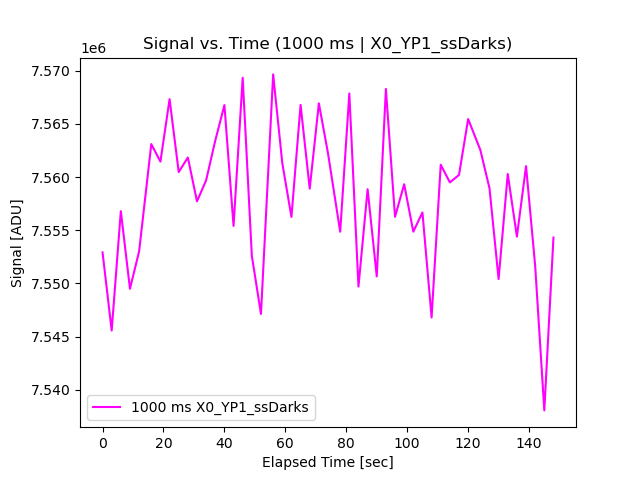 Signal vs. Time (1000 ms | X0_YP1_ssDarks)
1e6
7.570
7.565
7.560
7.555
7.550
7.545
7.540
Signal [ADU]
1000 ms X0_YP1_ssDarks
0 20 40 60 80 100 120 140
Elapsed Time [sec]